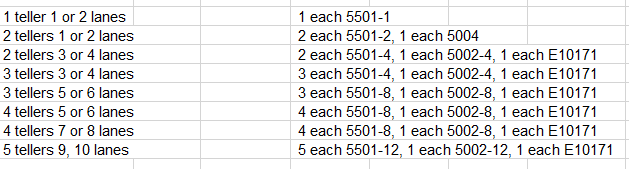 1 teller 1 or 2 lanes 1 each 5501-1
2 tellers 1 or 2 lanes 2 each 5501-2, 1 each 5004
2 tellers 3 or 4 lanes 2 each 5501-4, 1 each 5002-4, 1 each E10171
3 tellers 3 or 4 lanes 3 each 5501-4, 1 each 5002-4, 1 each E10171
3 tellers 5 or 6 lanes 3 each 5501-8, 1 each 5002-8, 1 each E10171
4 tellers 5 or 6 lanes 4 each 5501-8, 1 each 5002-8, 1 each E10171
4 tellers 7 or 8 lanes 4 each 5501-8, 1 each 5002-8, 1 each E10171
5 tellers 9, 10 lanes 5 each 5501-12, 1 each 5002-12, 1 each E10171